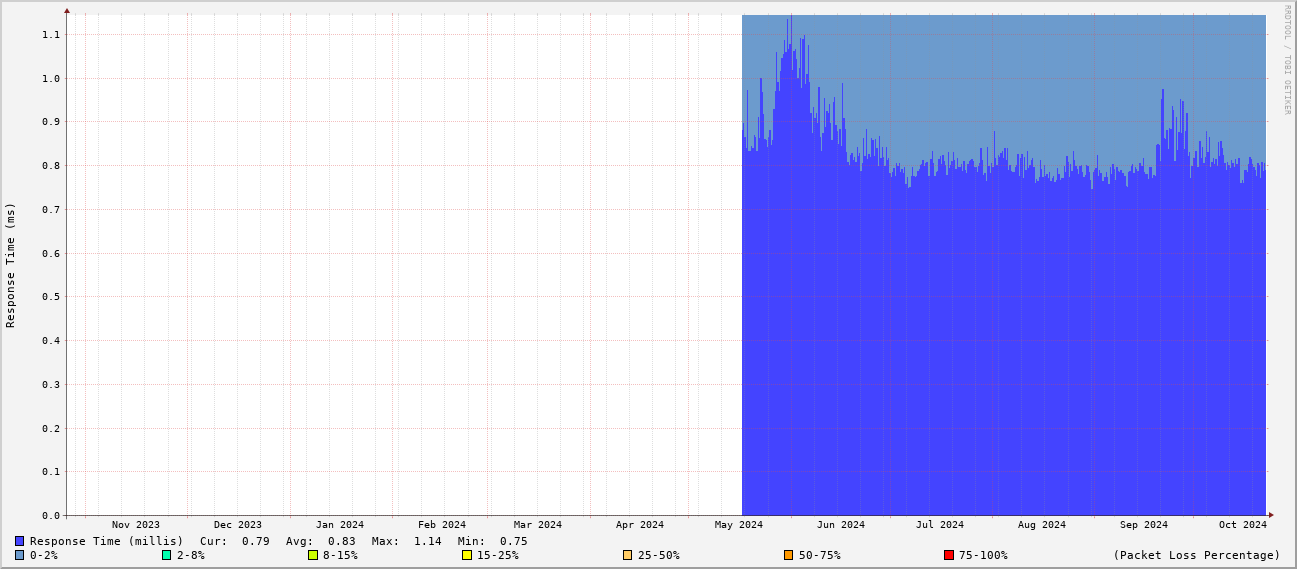 RRDTOOL / TOBI OETIKER
Response Time (ms)
1.1
1.0
0.9
0.8
0.7
0.6
0.5
0.4
0.3
0.2
0.1
0.0
Nov 2023 Dec 2023 Jan 2024 Feb 2024 Mar 2024 Apr 2024 May 2024 Jun 2024 Jul 2024 Aug 2024 Sep 2024 Oct 2024
Response Time (millis) Cur: 0.79 Avg: 0.83 Max: 1.14 Min: 0.75
0-2% 2-8% 8-15% 15-25% 25-50% 50-75% 75-100% (Packet Loss Percentage)